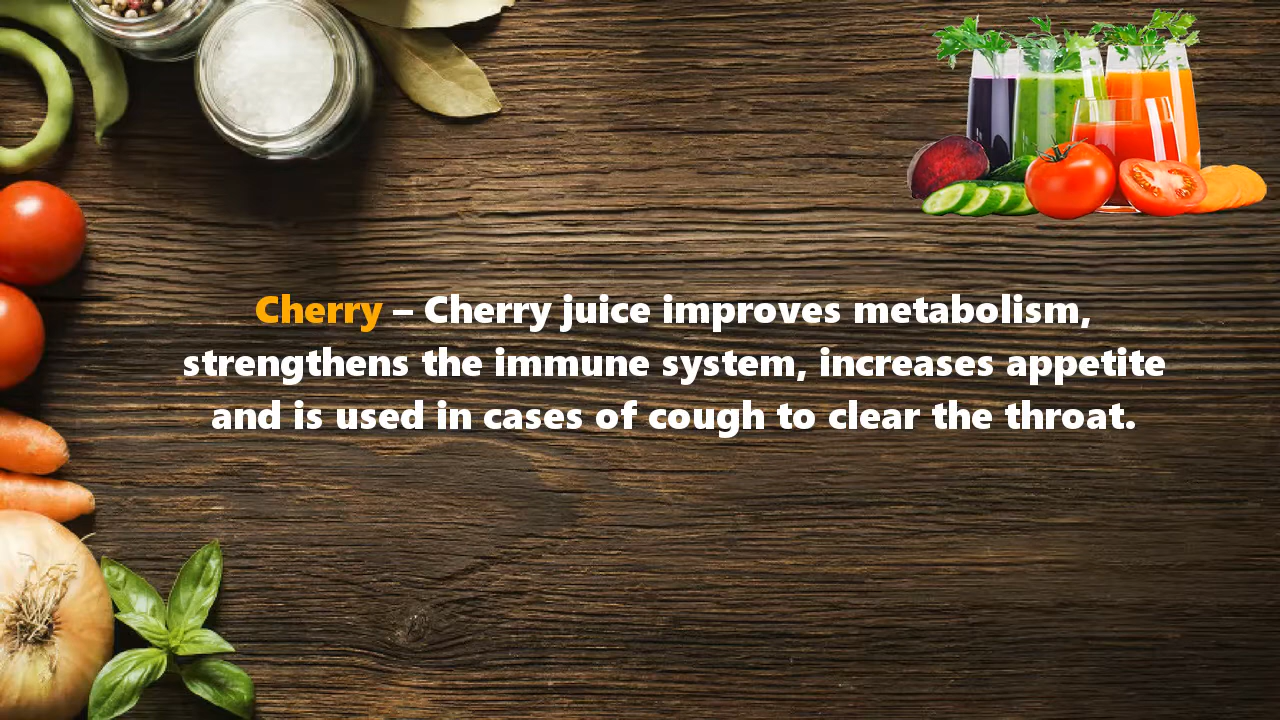 Cherry – Cherry juice improves metabolism,
strengthens the immune system, increases appetite
and is used in cases of cough to clear the throat.